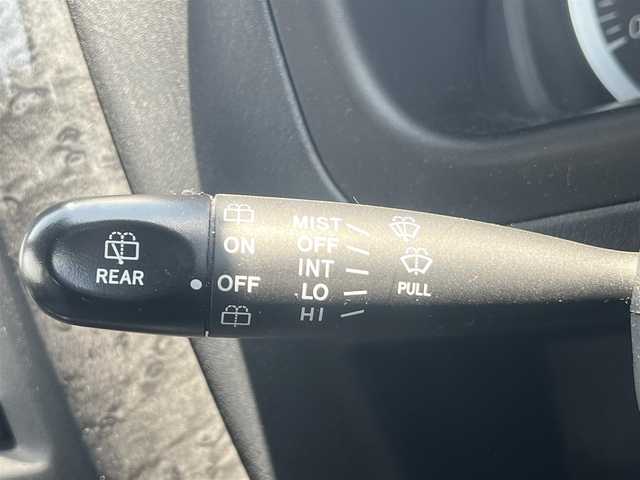 REAR
ON
OFF
MIST
OFF
INT
LO
HI
PULL